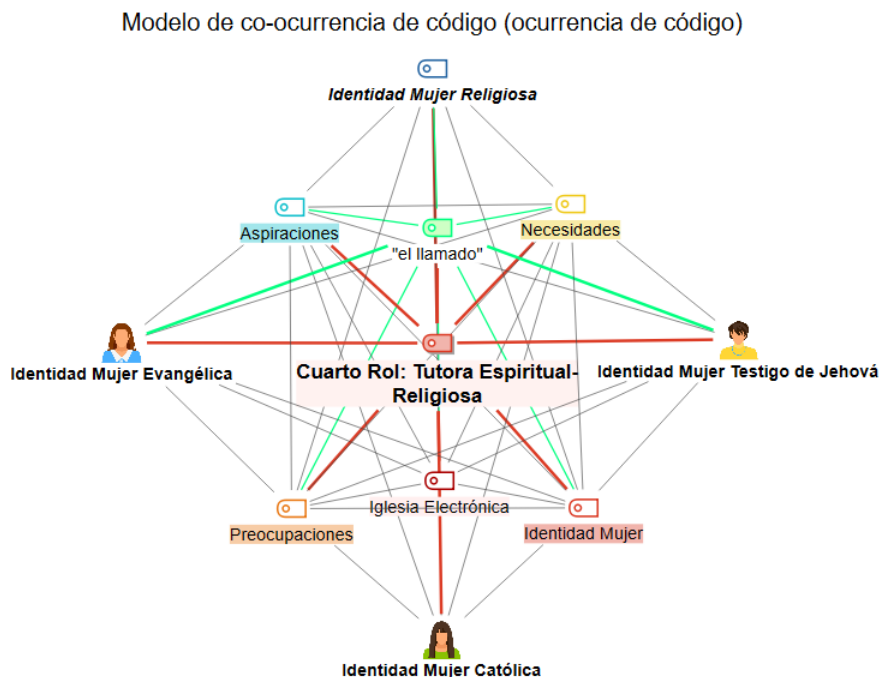 Modelo de co-ocurrencia de código (ocurrencia de código)
Identidad Mujer Religiosa
Aspiraciones
Necesidades
"el llamado"
Identidad Mujer Evangélica
Cuarto Rol: Tutora Espiritual-
Religiosa
Identidad Mujer Testigo de Jehová
Iglesia Electrónica
Preocupaciones
Identidad Mujer
Identidad Mujer Católica